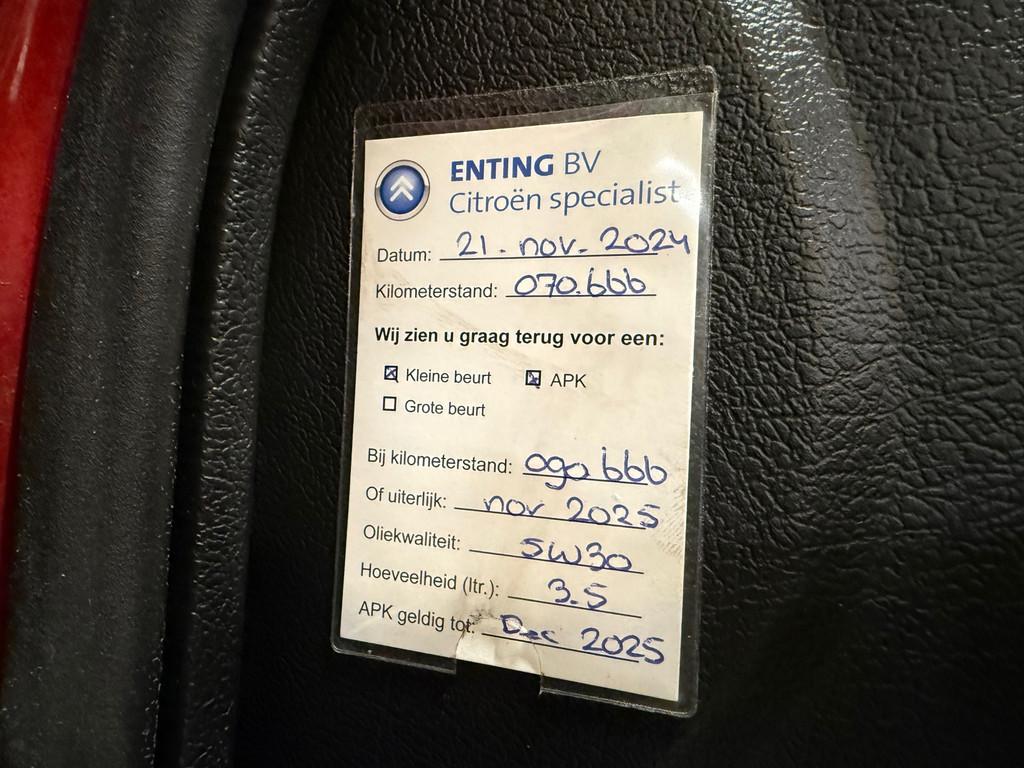 ENTING BV
Citroën specialist
Datum: 21. nov. 2024
Kilometerstand: 070.666
Wij zien u graag terug voor een:
☒ Kleine beurt ☒ APK
☐ Grote beurt
Bij kilometerstand: 090 666
Of uiterlijk: nov 2025
Oliekwaliteit: 5W30
Hoeveelheid (ltr.): 3.5
APK geldig tot: Dec 2025